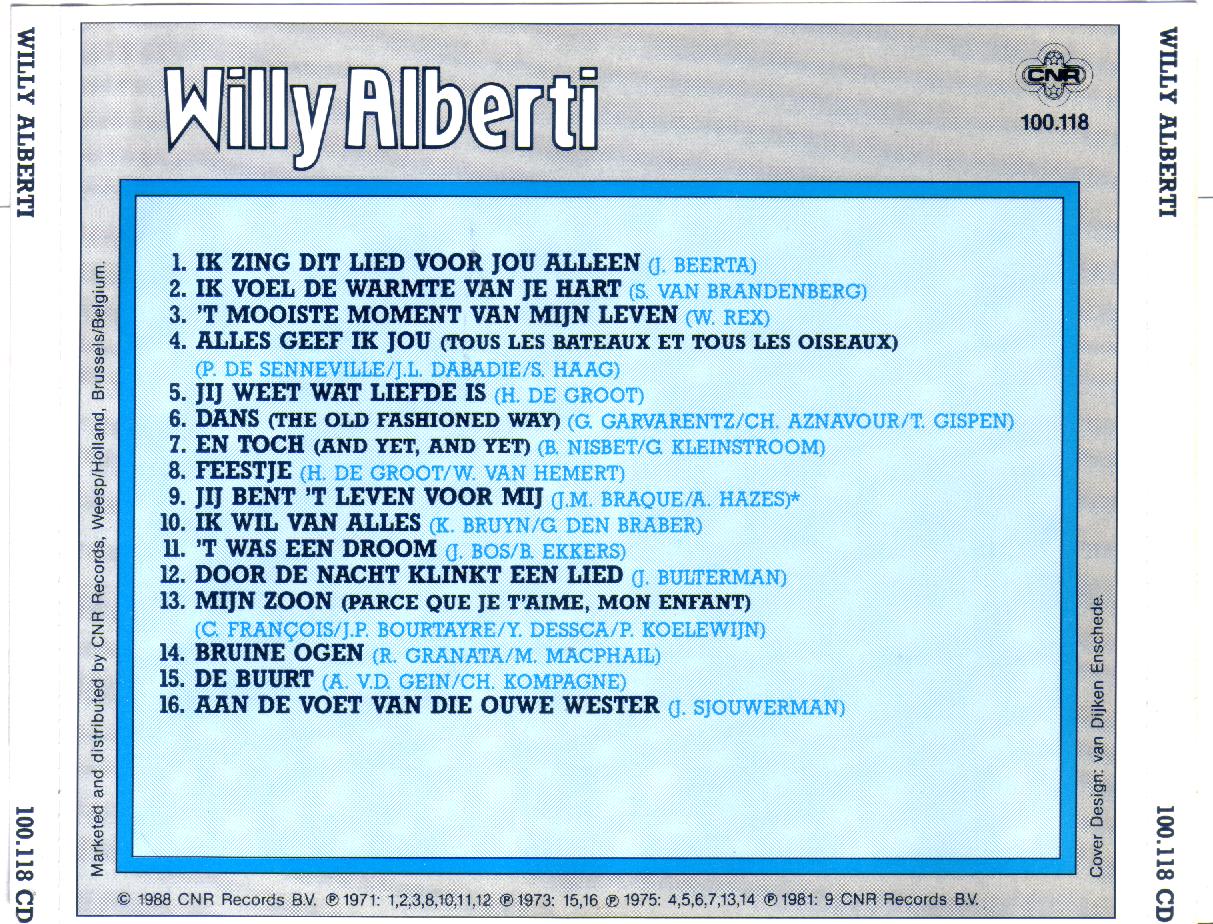 WILLY ALBERTI
Willy Alberti
CNR
100.118
WILLY ALBERTI
1. IK ZING DIT LIED VOOR JOU ALLEEN (J. BEERTA)
2. IK VOEL DE WARMTE VAN JE HART (S. VAN BRANDENBERG)
3. 'T MOOISTE MOMENT VAN MIJN LEVEN (W. REX)
4. ALLES GEEF IK JOU (TOUS LES BATEAUX ET TOUS LES OISEAUX)
(P. DE SENNEVILLE/J.L. DABADIE/S. HAAG)
5. JIJ WEET WAT LIEFDE IS (H. DE GROOT)
6. DANS (THE OLD FASHIONED WAY) (G. GARVARENTZ/CH. AZNAVOUR/T. GISPEN)
7. EN TOCH (AND YET, AND YET) (B. NISBET/G. KLEINSTROOM)
8. FEESTJE (H. DE GROOT/W. VAN HEMERT)
9. JIJ BENT 'T LEVEN VOOR MIJ (J.M. BRAQUE/A. HAZES)*
10. IK WIL VAN ALLES (K. BRUYN/G. DEN BRABER)
11. 'T WAS EEN DROOM (J. BOS/B. EKKERS)
12. DOOR DE NACHT KLINKT EEN LIED (J. BULTERMAN)
13. MIJN ZOON (PARCE QUE JE T'AIME, MON ENFANT)
(C. FRANÇOIS/J.P. BOURTAYRE/Y. DESSCA/P. KOELEWIJN)
14. BRUINE OGEN (R. GRANATA/M. MACPHAIL)
15. DE BUURT (A. V.D. GEIN/CH. KOMPAGNE)
16. AAN DE VOET VAN DIE OUWE WESTER (J. SJOUWERMAN)
Marketed and distributed by CNR Records, Weesp/Holland, Brussels/Belgium.
Cover Design: van Dijken Enschede.
100.118 CD
© 1988 CNR Records B.V. ℗ 1971: 1,2,3,8,10,11,12 ℗ 1973: 15,16 ℗ 1975: 4,5,6,7,13,14 ℗ 1981: 9 CNR Records B.V.
100.118 CD